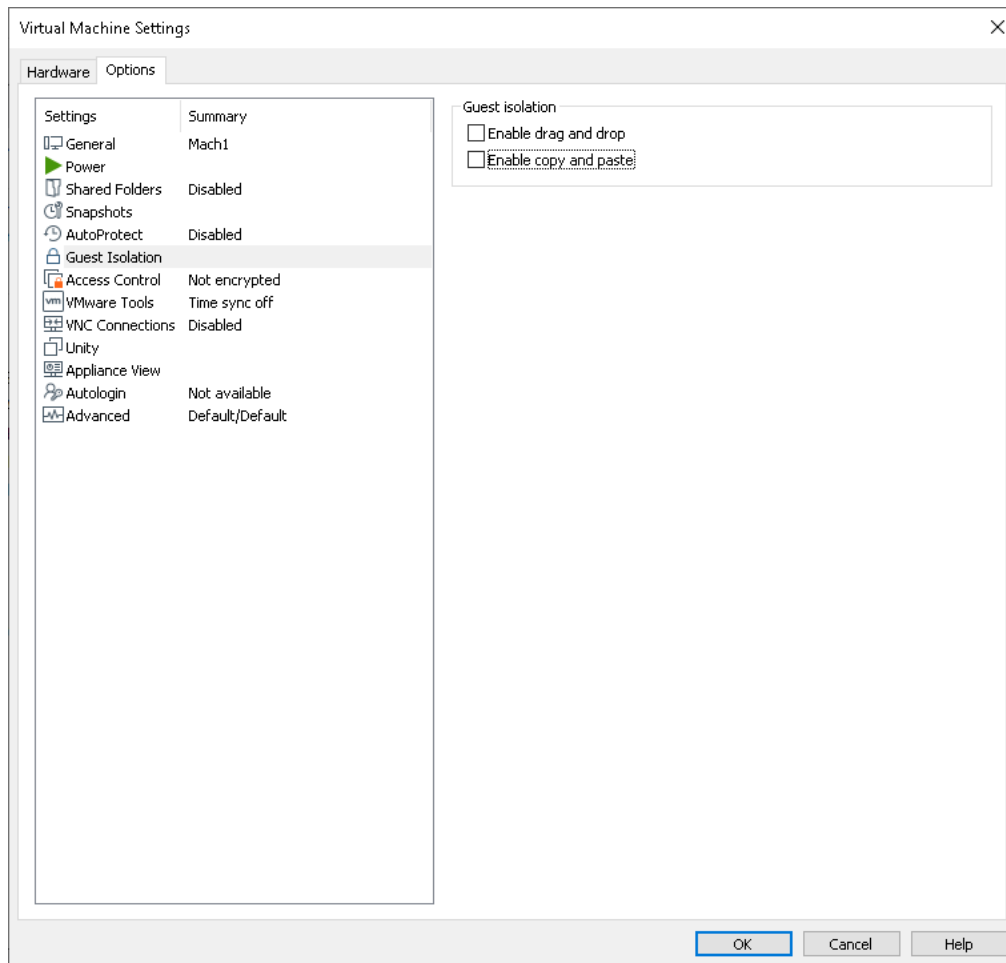 Virtual Machine Settings
Hardware Options
Settings Summary
General Mach1
Power
Shared Folders Disabled
Snapshots
AutoProtect Disabled
Guest Isolation
Access Control Not encrypted
vm VMware Tools Time sync off
VNC Connections Disabled
Unity
Appliance View
Autologin Not available
Advanced Default/Default
Guest isolation
Enable drag and drop
Enable copy and paste
OK Cancel Help